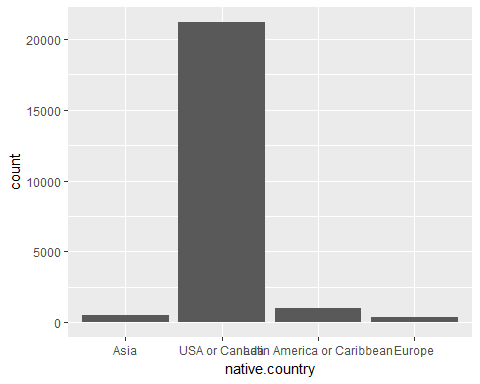 20000
15000
10000
5000
0
count
Asia
USA or Canada
Latin America or Caribbean
Europe
native.country